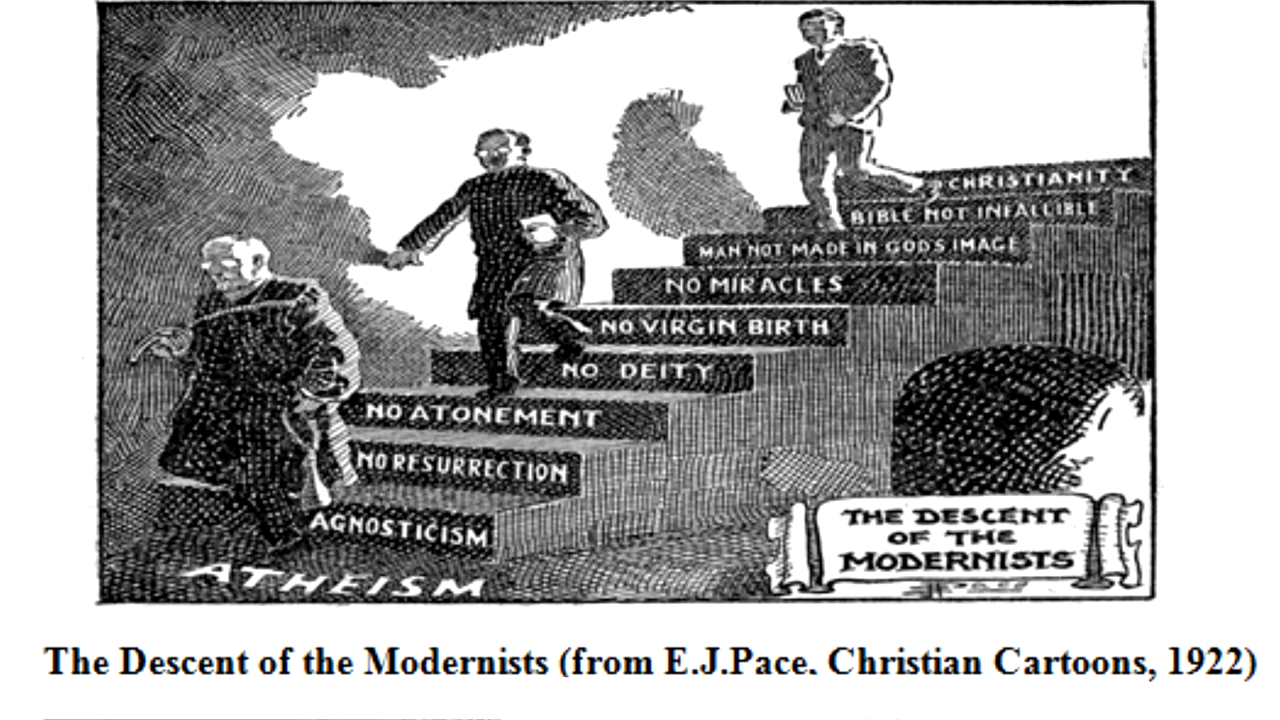 CHRISTIANITY
BIBLE NOT INFALLIBLE
MAN NOT MADE IN GODS IMAGE
NO MIRACLES
NO VIRGIN BIRTH
NO DEITY
NO ATONEMENT
NO RESURRECTION
AGNOSTICISM
ATHEISM
THE DESCENT
OF THE
MODERNISTS
The Descent of the Modernists (from E.J.Pace. Christian Cartoons, 1922)